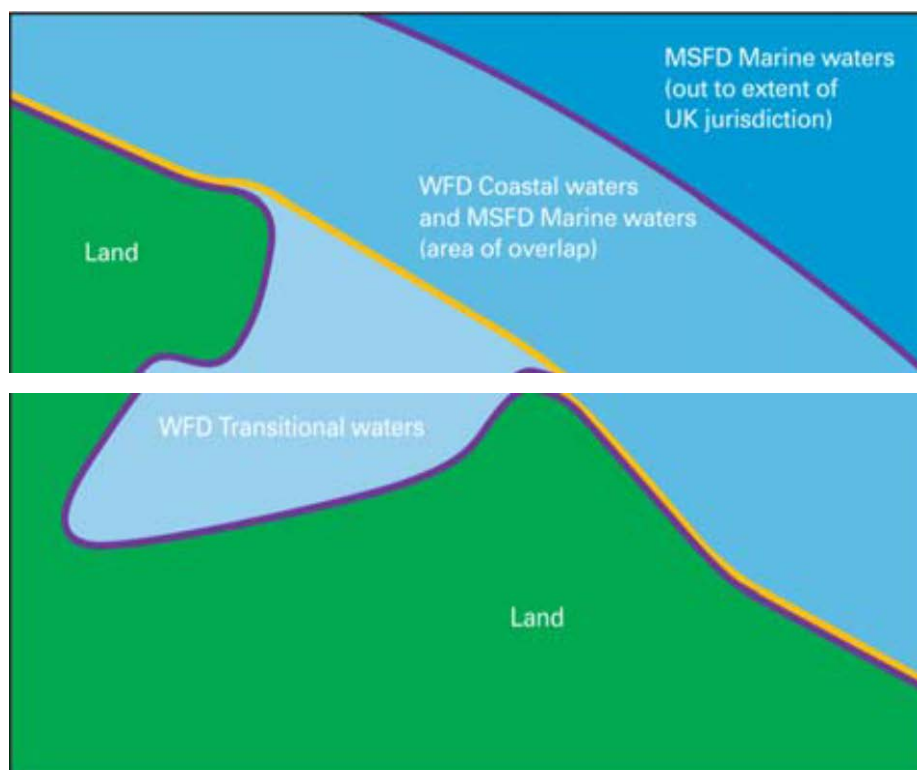 MSFD Marine waters
(out to extent of
UK jurisdiction)
WFD Coastal waters
and MSFD Marine waters
(area of overlap)
Land
WFD Transitional waters
Land